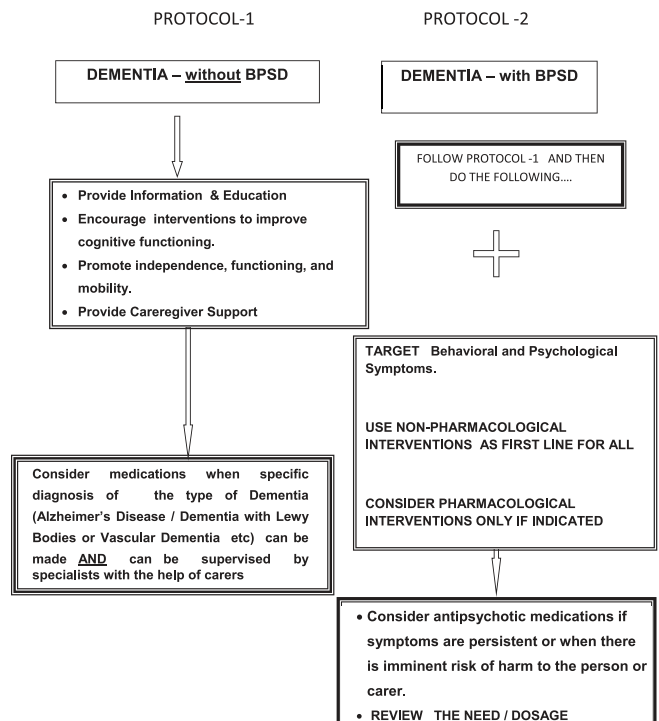 PROTOCOL-1
DEMENTIA – without BPSD
• Provide Information & Education
• Encourage interventions to improve
cognitive functioning.
• Promote independence, functioning, and
mobility.
• Provide Careregiver Support
Consider medications when specific
diagnosis of the type of Dementia
(Alzheimer's Disease / Dementia with Lewy
Bodies or Vascular Dementia etc) can be
made AND can be supervised by
specialists with the help of carers
PROTOCOL -2
DEMENTIA – with BPSD
FOLLOW PROTOCOL -1 AND THEN
DO THE FOLLOWING....
TARGET Behavioral and Psychological
Symptoms.
USE NON-PHARMACOLOGICAL
INTERVENTIONS AS FIRST LINE FOR ALL
CONSIDER PHARMACOLOGICAL
INTERVENTIONS ONLY IF INDICATED
• Consider antipsychotic medications if
symptoms are persistent or when there
is imminent risk of harm to the person or
carer.
• REVIEW THE NEED / DOSAGE